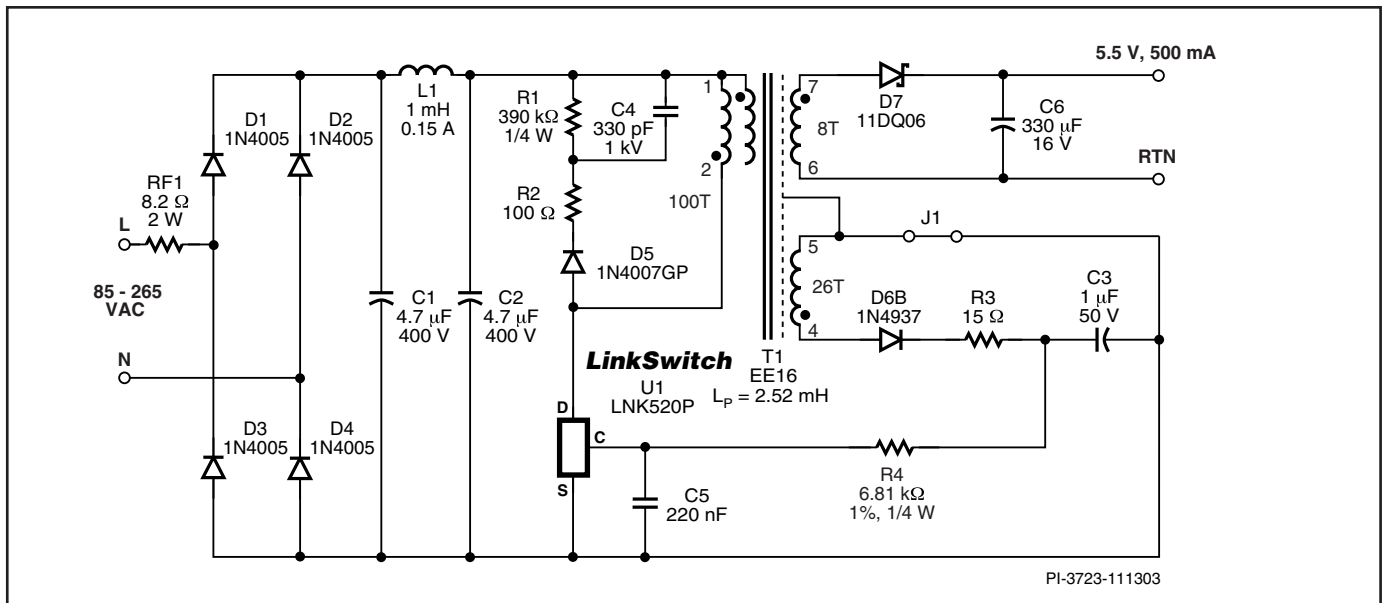 5.5 V, 500 mA
L1
1 mH
0.15 A
D1
1N4005
D2
1N4005
R1
390 kΩ
1/4 W
C4
330 pF
1 kV
1
2
100T
7
8T
6
D7
11DQ06
C6
330 µF
16 V
RTN
RF1
8.2 Ω
2 W
L
85 - 265
VAC
N
R2
100 Ω
D5
1N4007GP
C1
4.7 µF
400 V
C2
4.7 µF
400 V
J1
5
26T
4
D6B
1N4937
R3
15 Ω
C3
1 µF
50 V
LinkSwitch
U1
LNK520P
T1
EE16
LP = 2.52 mH
D
C
S
D3
1N4005
D4
1N4005
C5
220 nF
R4
6.81 kΩ
1%, 1/4 W
PI-3723-111303